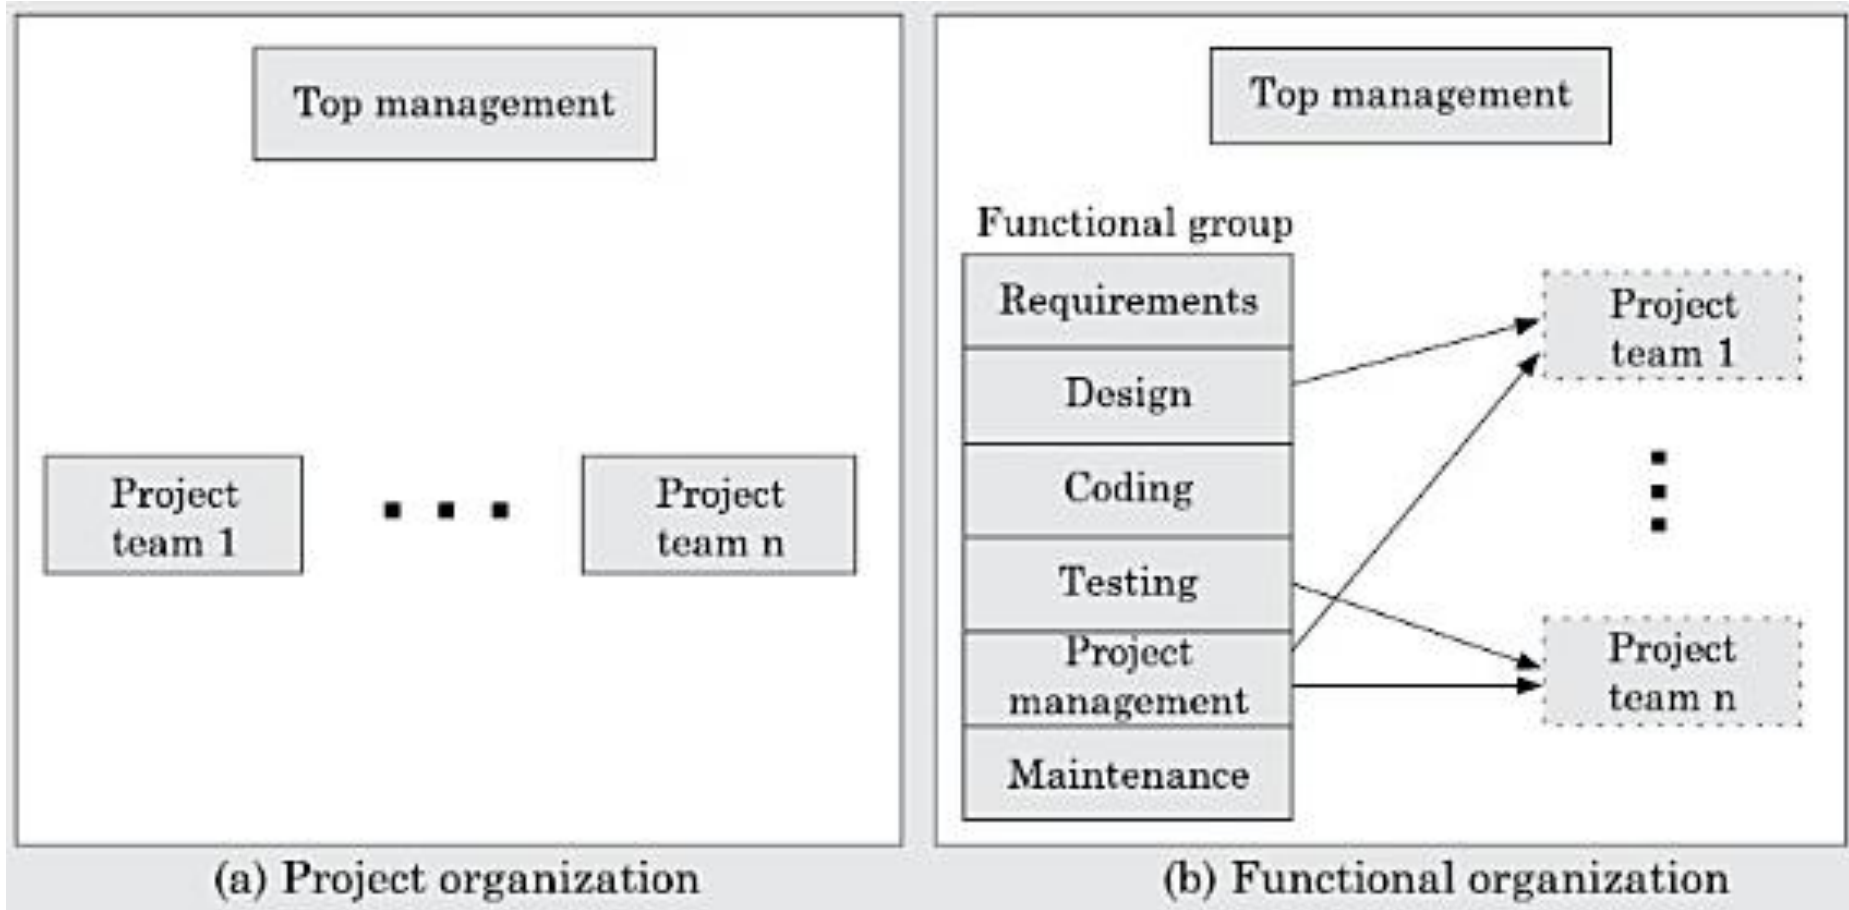 Top management
Project
team 1
Project
team n
(a) Project organization
Top management
Functional group
Requirements
Design
Coding
Testing
Project
management
Maintenance
Project
team 1
Project
team n
(b) Functional organization